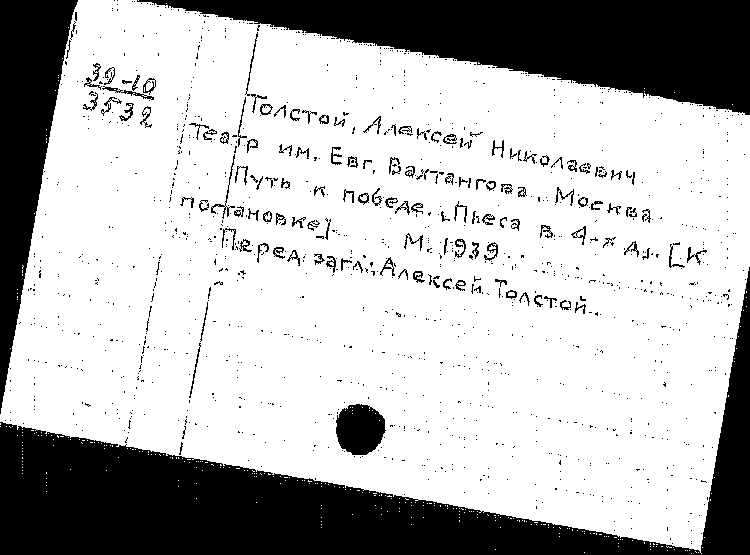 39-10
3532
Толстой, Алексей Николаевич
Театр им. Евг. Вахтангова. Москва.
Путь к победе. Пьеса в 4-х д. [К
постановке]. М. 1939.
Перед загл.: Алексей Толстой.